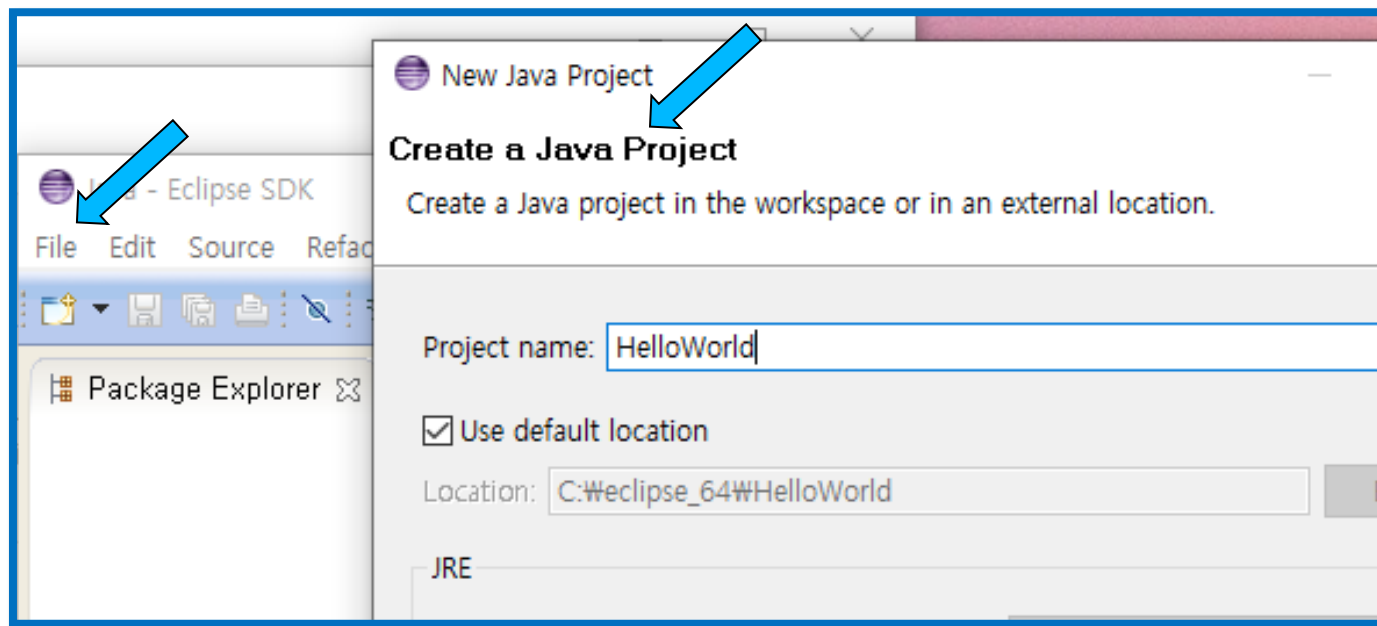 New Java Project
Create a Java Project
Create a Java project in the workspace or in an external location.
- Eclipse SDK
File Edit Source Refac
Package Explorer
Project name: HelloWorld
Use default location
Location: C:₩eclipse_64₩HelloWorld
JRE